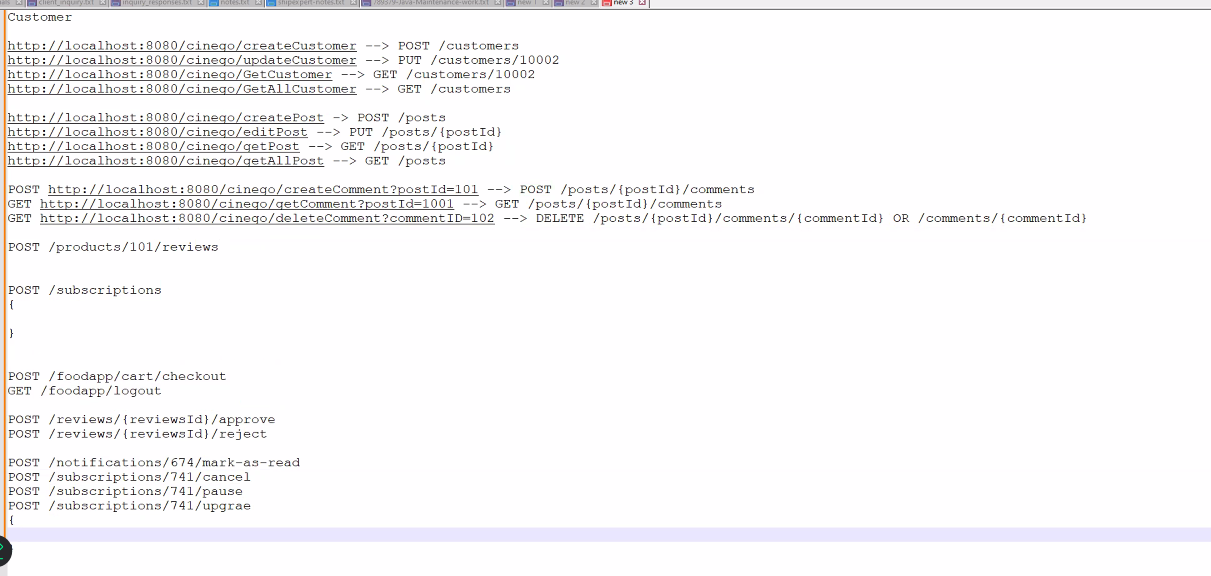 client_inquiry.txt inquiry_responses.txt notes.txt shipexpert-notes.txt new 1 new 2 new 3
Customer
http://localhost:8080/cinego/createCustomer --> POST /customers
http://localhost:8080/cinego/updateCustomer --> PUT /customers/10002
http://localhost:8080/cinego/GetCustomer --> GET /customers/10002
http://localhost:8080/cinego/GetAllCustomer --> GET /customers
http://localhost:8080/cinego/createPost -> POST /posts
http://localhost:8080/cinego/editPost --> PUT /posts/{postId}
http://localhost:8080/cinego/getPost --> GET /posts/{postId}
http://localhost:8080/cinego/getAllPost --> GET /posts
POST http://localhost:8080/cinego/createComment?postId=101 --> POST /posts/{postId}/comments
GET http://localhost:8080/cinego/getComment?postId=1001 --> GET /posts/{postId}/comments
GET http://localhost:8080/cinego/deleteComment?commentID=102 --> DELETE /posts/{postId}/comments/{commentId} OR /comments/{commentId}
POST /products/101/reviews
POST /subscriptions
{
}
POST /foodapp/cart/checkout
GET /foodapp/logout
POST /reviews/{reviewsId}/approve
POST /reviews/{reviewsId}/reject
POST /notifications/674/mark-as-read
POST /subscriptions/741/cancel
POST /subscriptions/741/pause
POST /subscriptions/741/upgrae
{